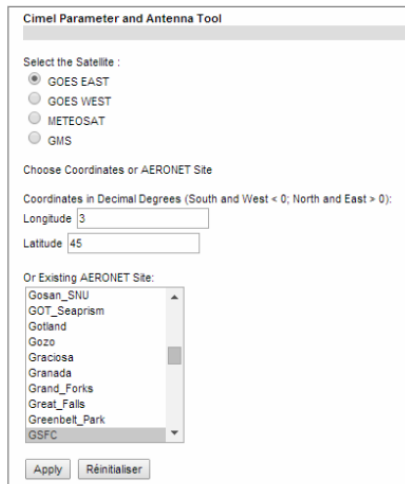 Cimel Parameter and Antenna Tool
Select the Satellite :
GOES EAST
GOES WEST
METEOSAT
GMS
Choose Coordinates or AERONET Site
Coordinates in Decimal Degrees (South and West < 0; North and East > 0):
Longitude 3
Latitude 45
Or Existing AERONET Site:
Gosan_SNU
GOT_Seaprism
Gotland
Gozo
Graciosa
Granada
Grand_Forks
Great_Falls
Greenbelt_Park
GSFC
Apply Réinitialiser